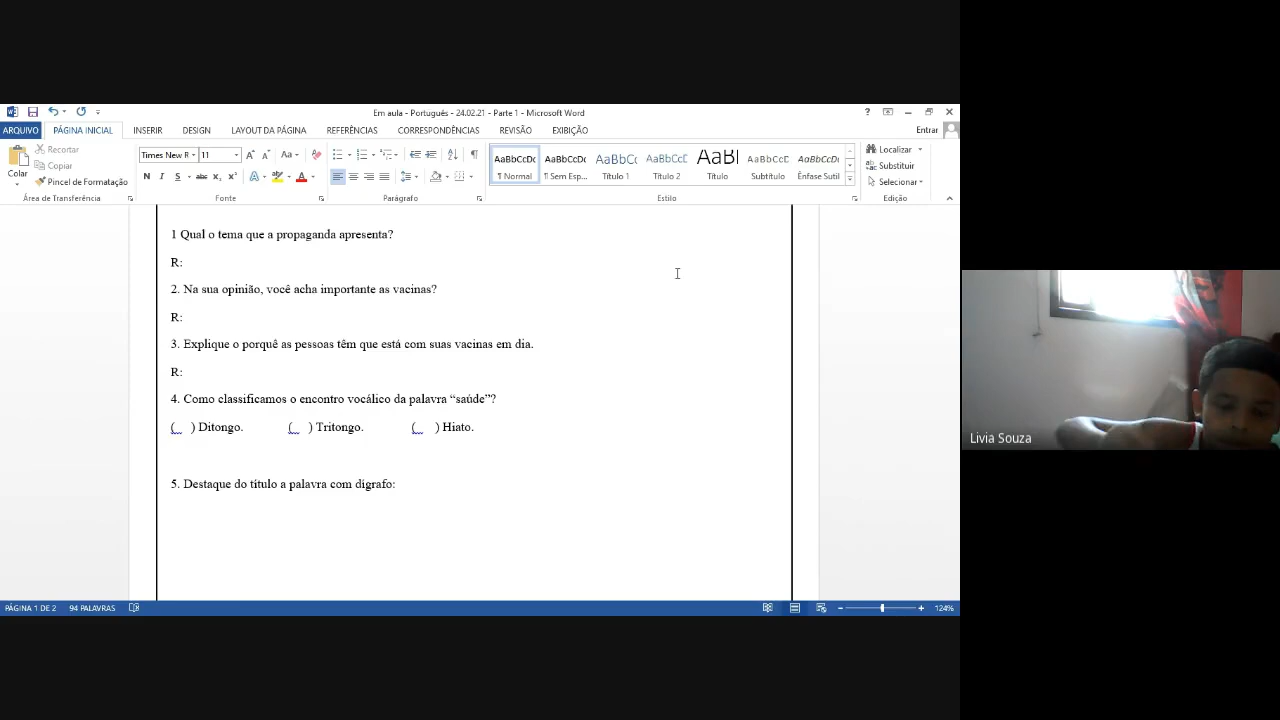 Em aula - Português - 24.02.21 - Parte 1 - Microsoft Word
ARQUIVO PÁGINA INICIAL INSERIR DESIGN LAYOUT DA PÁGINA REFERÊNCIAS CORRESPONDÊNCIAS REVISÃO EXIBIÇÃO Entrar
Colar
Recortar
Copiar
Pincel de Formatação
Área de Transferência
Times New R 11
Fonte
Parágrafo
AaBbCcDc AaBbCcDc AaBbCc AaBbCcD AaBl AaBbCcD AaBbCcDc
¶ Normal ¶ Sem Esp... Título 1 Título 2 Título Subtítulo Ênfase Sutil
Estilo
Localizar
Substituir
Selecionar
Edição
1 Qual o tema que a propaganda apresenta?
R:
2. Na sua opinião, você acha importante as vacinas?
R:
3. Explique o porquê as pessoas têm que está com suas vacinas em dia.
R:
4. Como classificamos o encontro vocálico da palavra “saúde”?
( ) Ditongo. ( ) Tritongo. ( ) Hiato.
5. Destaque do título a palavra com dígrafo:
PÁGINA 1 DE 2 94 PALAVRAS 124%
Livia Souza